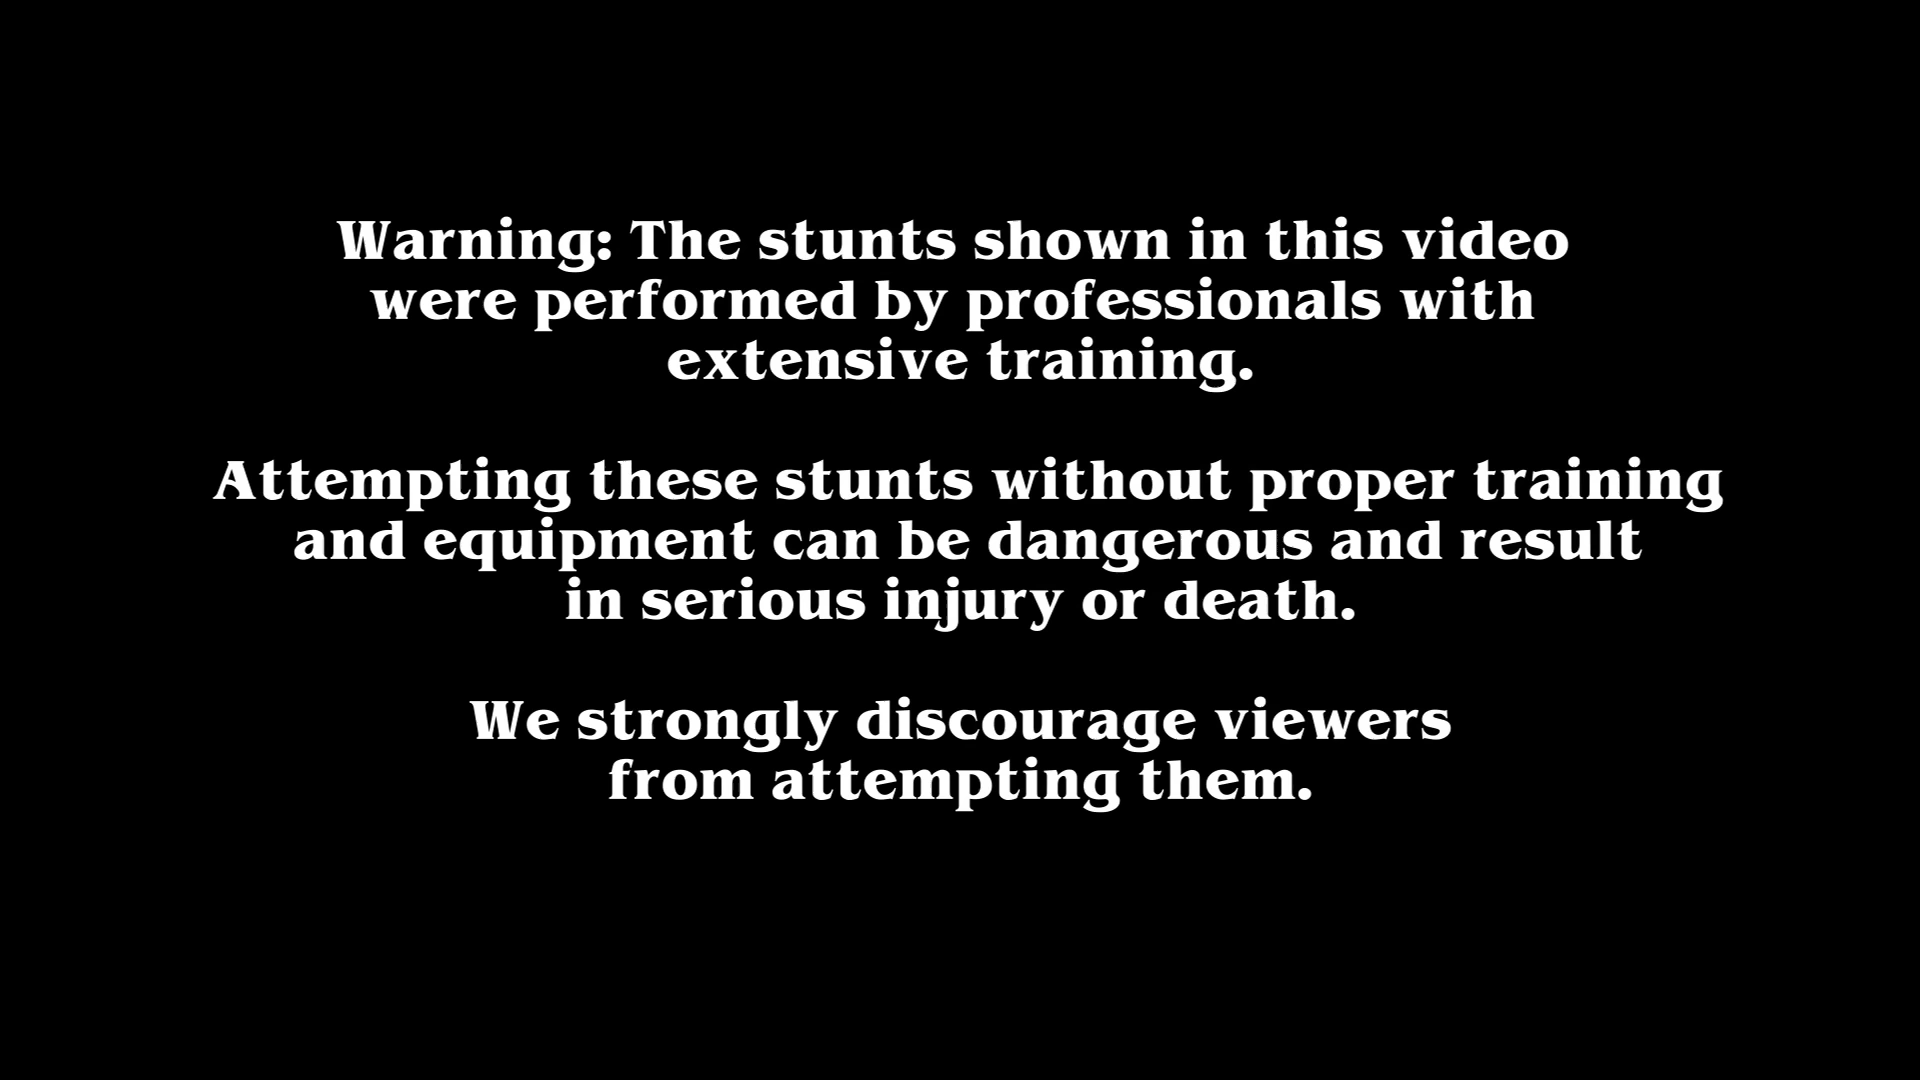 Warning: The stunts shown in this video
were performed by professionals with
extensive training.
Attempting these stunts without proper training
and equipment can be dangerous and result
in serious injury or death.
We strongly discourage viewers
from attempting them.